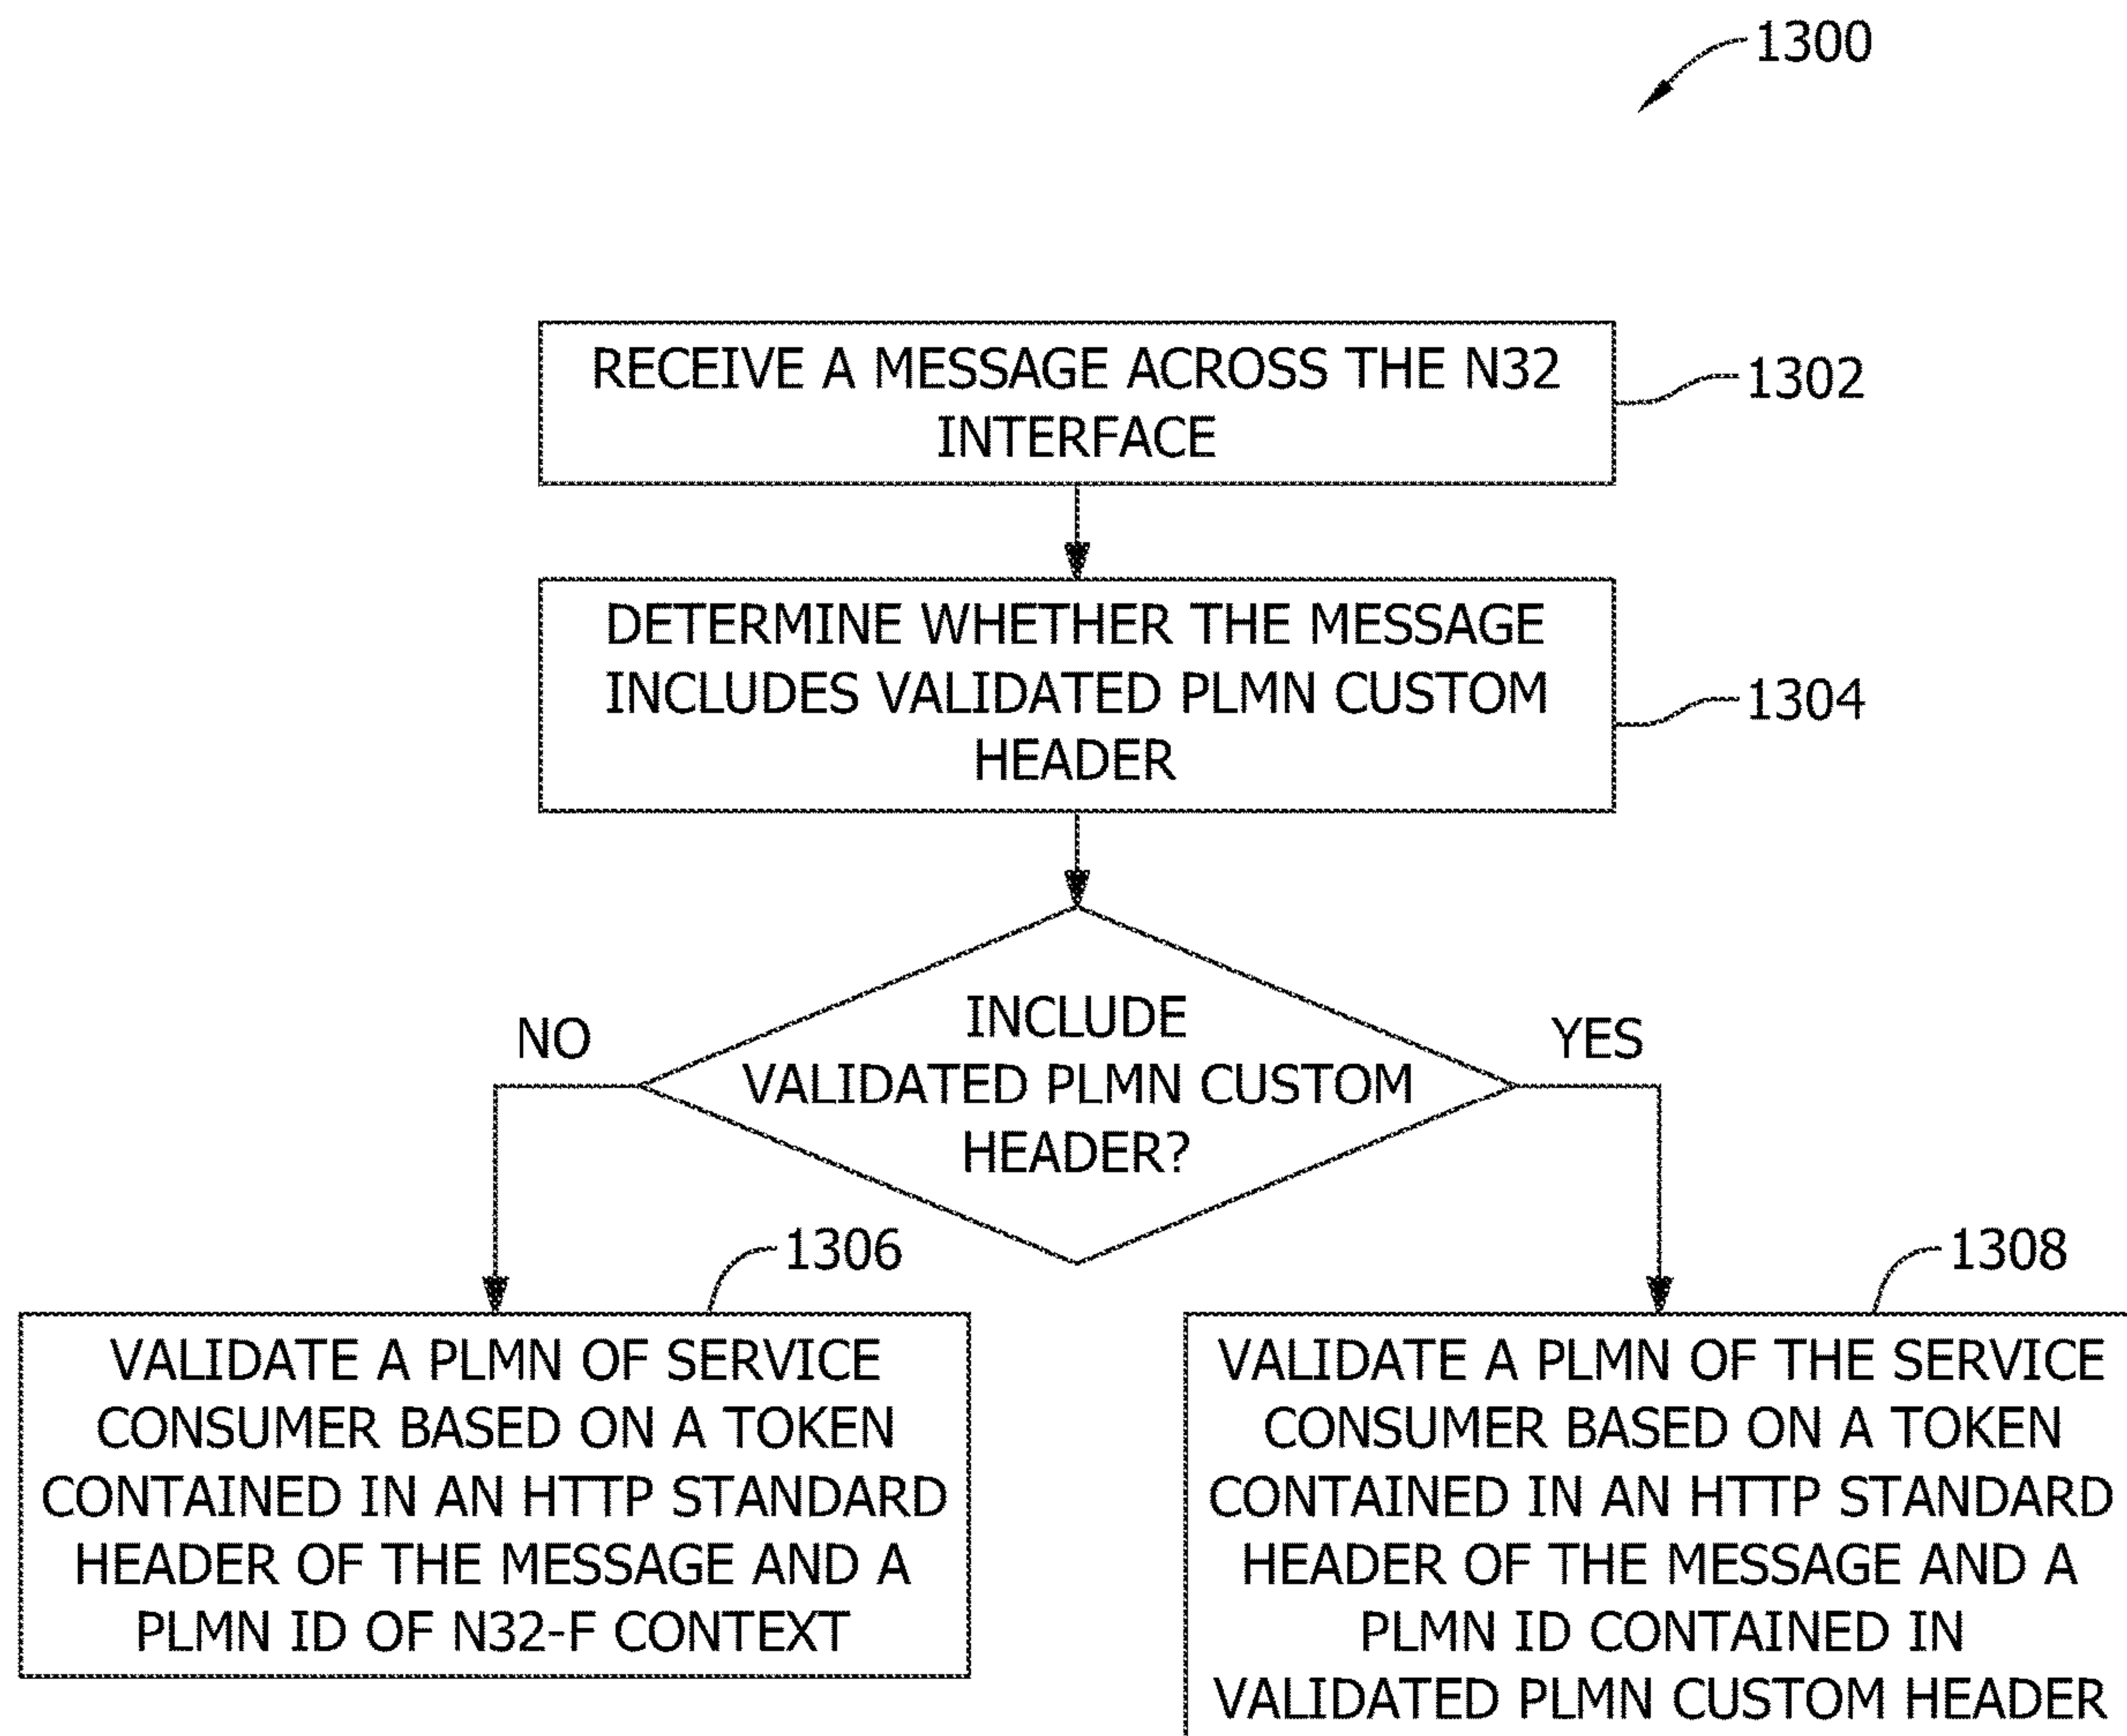 1300
RECEIVE A MESSAGE ACROSS THE N32
INTERFACE
1302
DETERMINE WHETHER THE MESSAGE
INCLUDES VALIDATED PLMN CUSTOM
HEADER
1304
INCLUDE
VALIDATED PLMN CUSTOM
HEADER?
NO
YES
1306
VALIDATE A PLMN OF SERVICE
CONSUMER BASED ON A TOKEN
CONTAINED IN AN HTTP STANDARD
HEADER OF THE MESSAGE AND A
PLMN ID OF N32-F CONTEXT
1308
VALIDATE A PLMN OF THE SERVICE
CONSUMER BASED ON A TOKEN
CONTAINED IN AN HTTP STANDARD
HEADER OF THE MESSAGE AND A
PLMN ID CONTAINED IN
VALIDATED PLMN CUSTOM HEADER